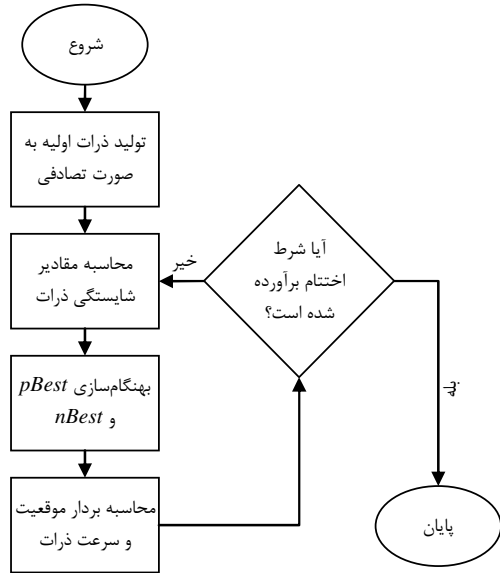 شروع
تولید ذرات اولیه به
صورت تصادفی
محاسبه مقادیر
شایستگی ذرات
بهنگام‌سازی pBest
و nBest
محاسبه بردار موقعیت
و سرعت ذرات
آیا شرط
اختتام برآورده
شده است؟
خیر
بله
پایان